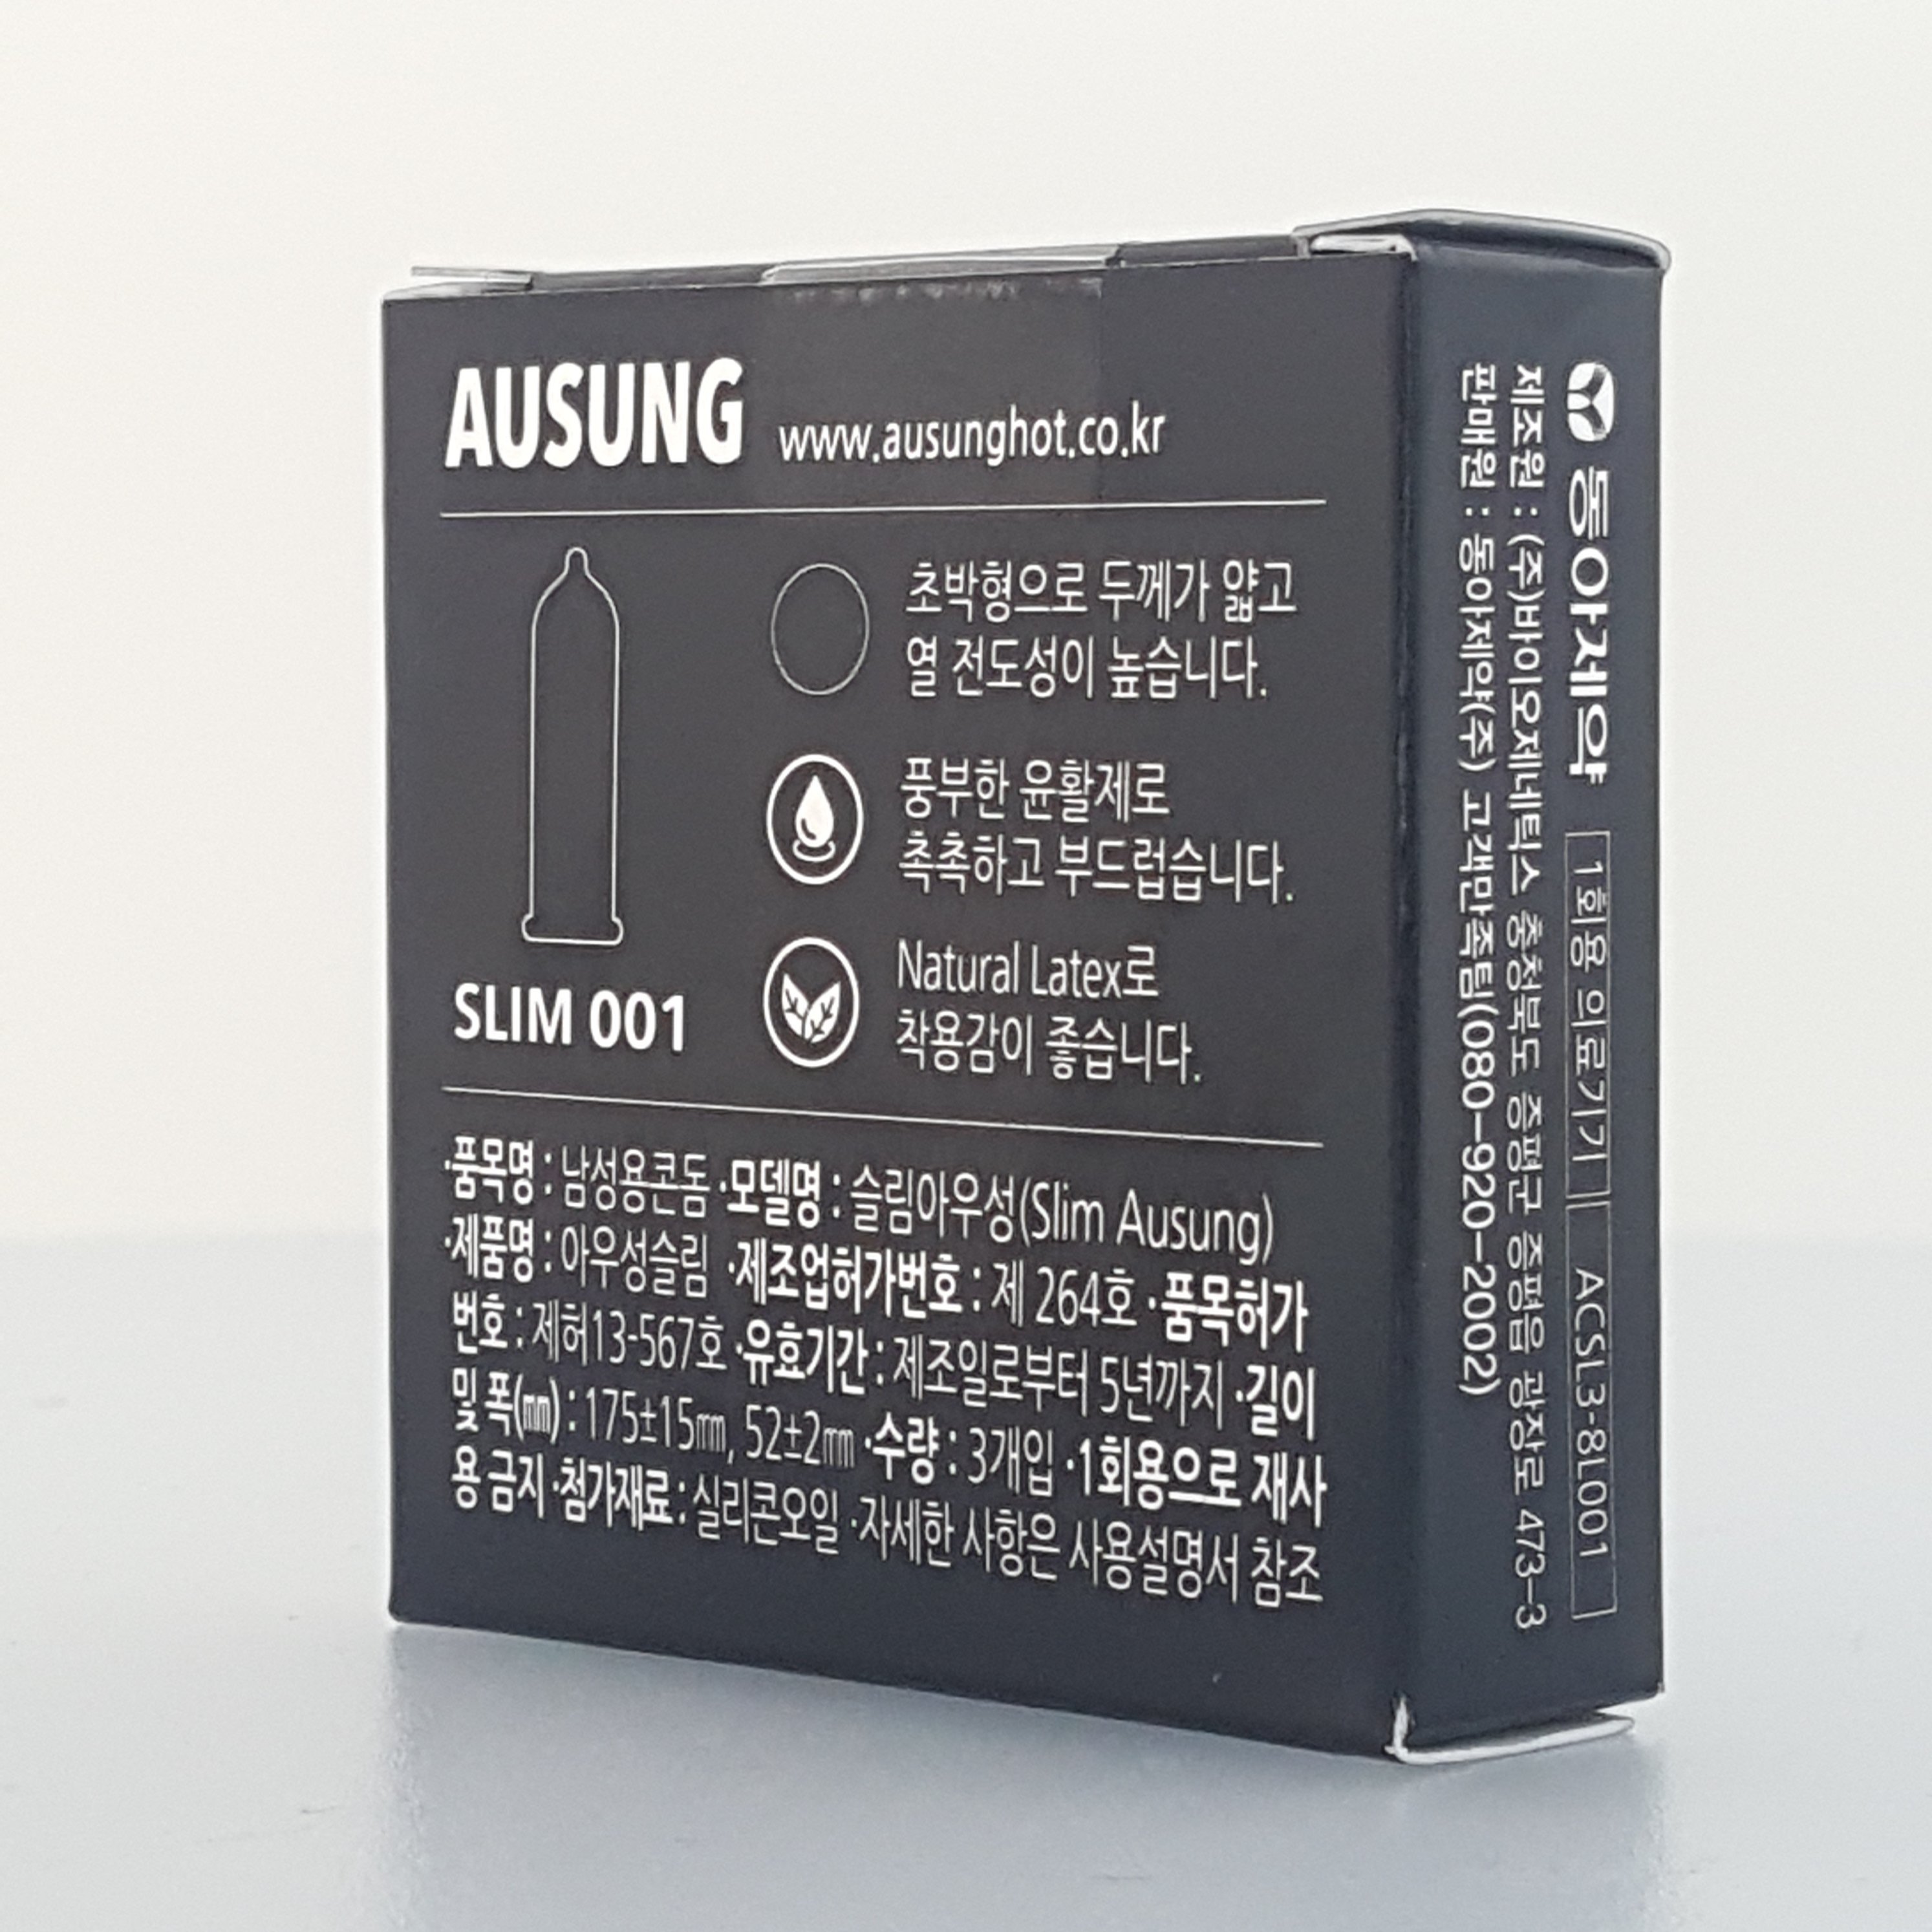 AUSUNG www.ausunghot.co.kr
초박형으로 두께가 얇고
열 전도성이 높습니다.
풍부한 윤활제로
촉촉하고 부드럽습니다.
Natural Latex로
착용감이 좋습니다.
SLIM 001
·품목명 : 남성용콘돔 ·모델명 : 슬림아우성(Slim Ausung)
·제품명 : 아우성슬림 ·제조업허가번호 : 제 264호 ·품목허가
번호 : 제허13-567호 ·유효기간 : 제조일로부터 5년까지 ·길이
및 폭(㎜) : 175±15㎜, 52±2㎜ ·수량 : 3개입 ·1회용으로 재사
용 금지 ·첨가재료 : 실리콘오일 ·자세한 사항은 사용설명서 참조
동아제약 1회용 의료기기 ACSL3-8L001
제조원 : (주)바이오제네틱스 충청북도 증평군 증평읍 광장로 473-3
판매원 : 동아제약(주) 고객만족팀(080-920-2002)